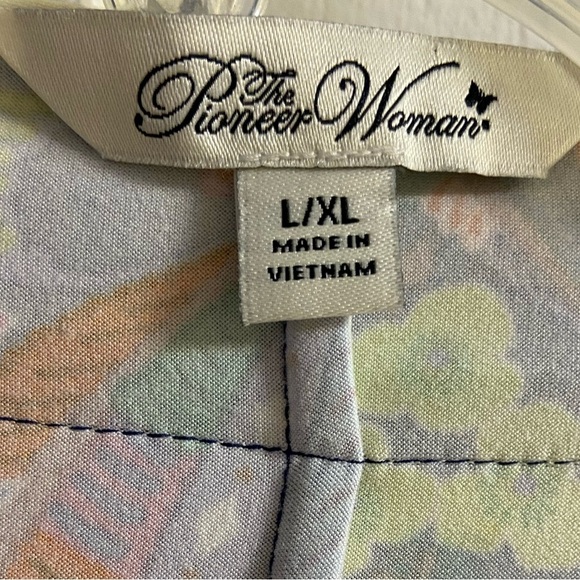 The
Pioneer Woman
L/XL
MADE IN
VIETNAM